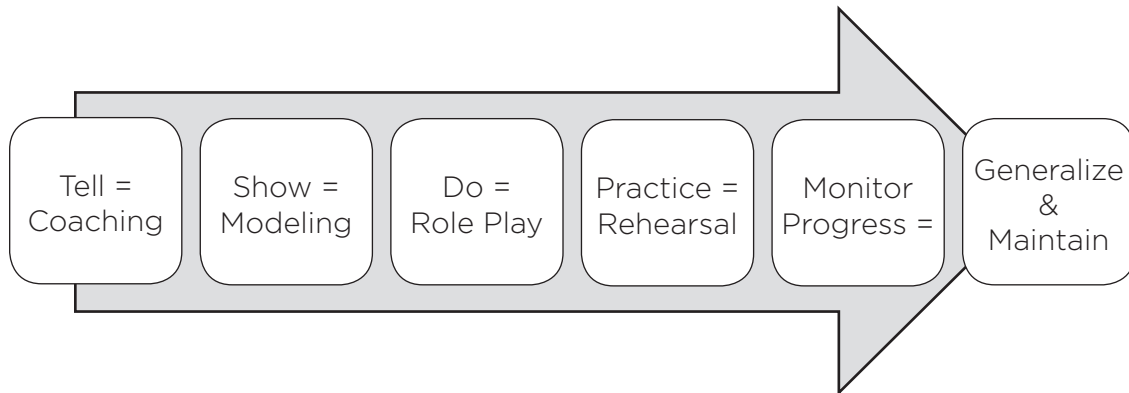 Tell =
Coaching
Show =
Modeling
Do =
Role Play
Practice =
Rehearsal
Monitor
Progress =
Generalize
&
Maintain